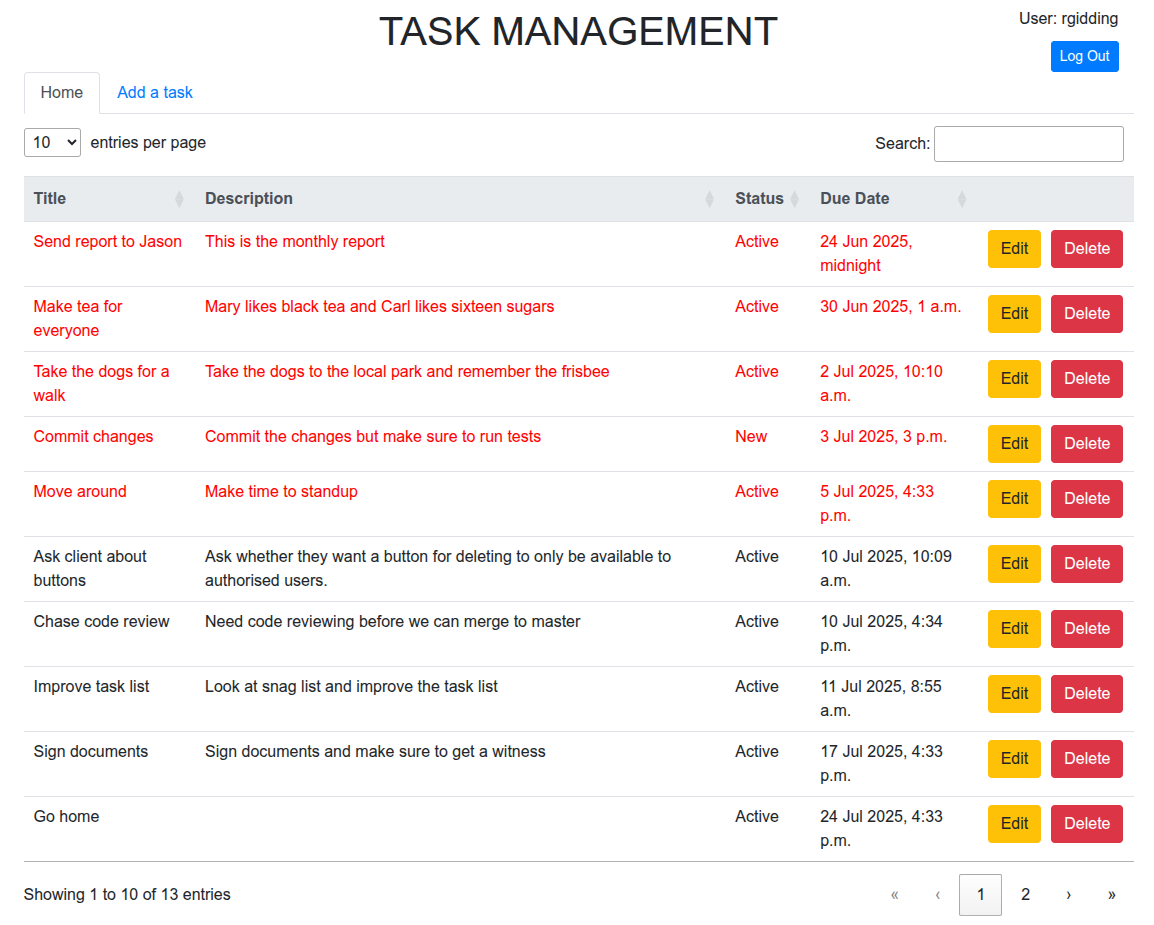 TASK MANAGEMENT
User: rgidding
Log Out
Home Add a task
10 entries per page Search:
Title Description Status Due Date
Send report to Jason This is the monthly report Active 24 Jun 2025, Edit Delete
midnight
Make tea for Mary likes black tea and Carl likes sixteen sugars Active 30 Jun 2025, 1 a.m. Edit Delete
everyone
Take the dogs for a Take the dogs to the local park and remember the frisbee Active 2 Jul 2025, 10:10 Edit Delete
walk a.m.
Commit changes Commit the changes but make sure to run tests New 3 Jul 2025, 3 p.m. Edit Delete
Move around Make time to standup Active 5 Jul 2025, 4:33 Edit Delete
p.m.
Ask client about Ask whether they want a button for deleting to only be available to Active 10 Jul 2025, 10:09 Edit Delete
buttons authorised users. a.m.
Chase code review Need code reviewing before we can merge to master Active 10 Jul 2025, 4:34 Edit Delete
p.m.
Improve task list Look at snag list and improve the task list Active 11 Jul 2025, 8:55 Edit Delete
a.m.
Sign documents Sign documents and make sure to get a witness Active 17 Jul 2025, 4:33 Edit Delete
p.m.
Go home Active 24 Jul 2025, 4:33 Edit Delete
p.m.
Showing 1 to 10 of 13 entries « ‹ 1 2 › »